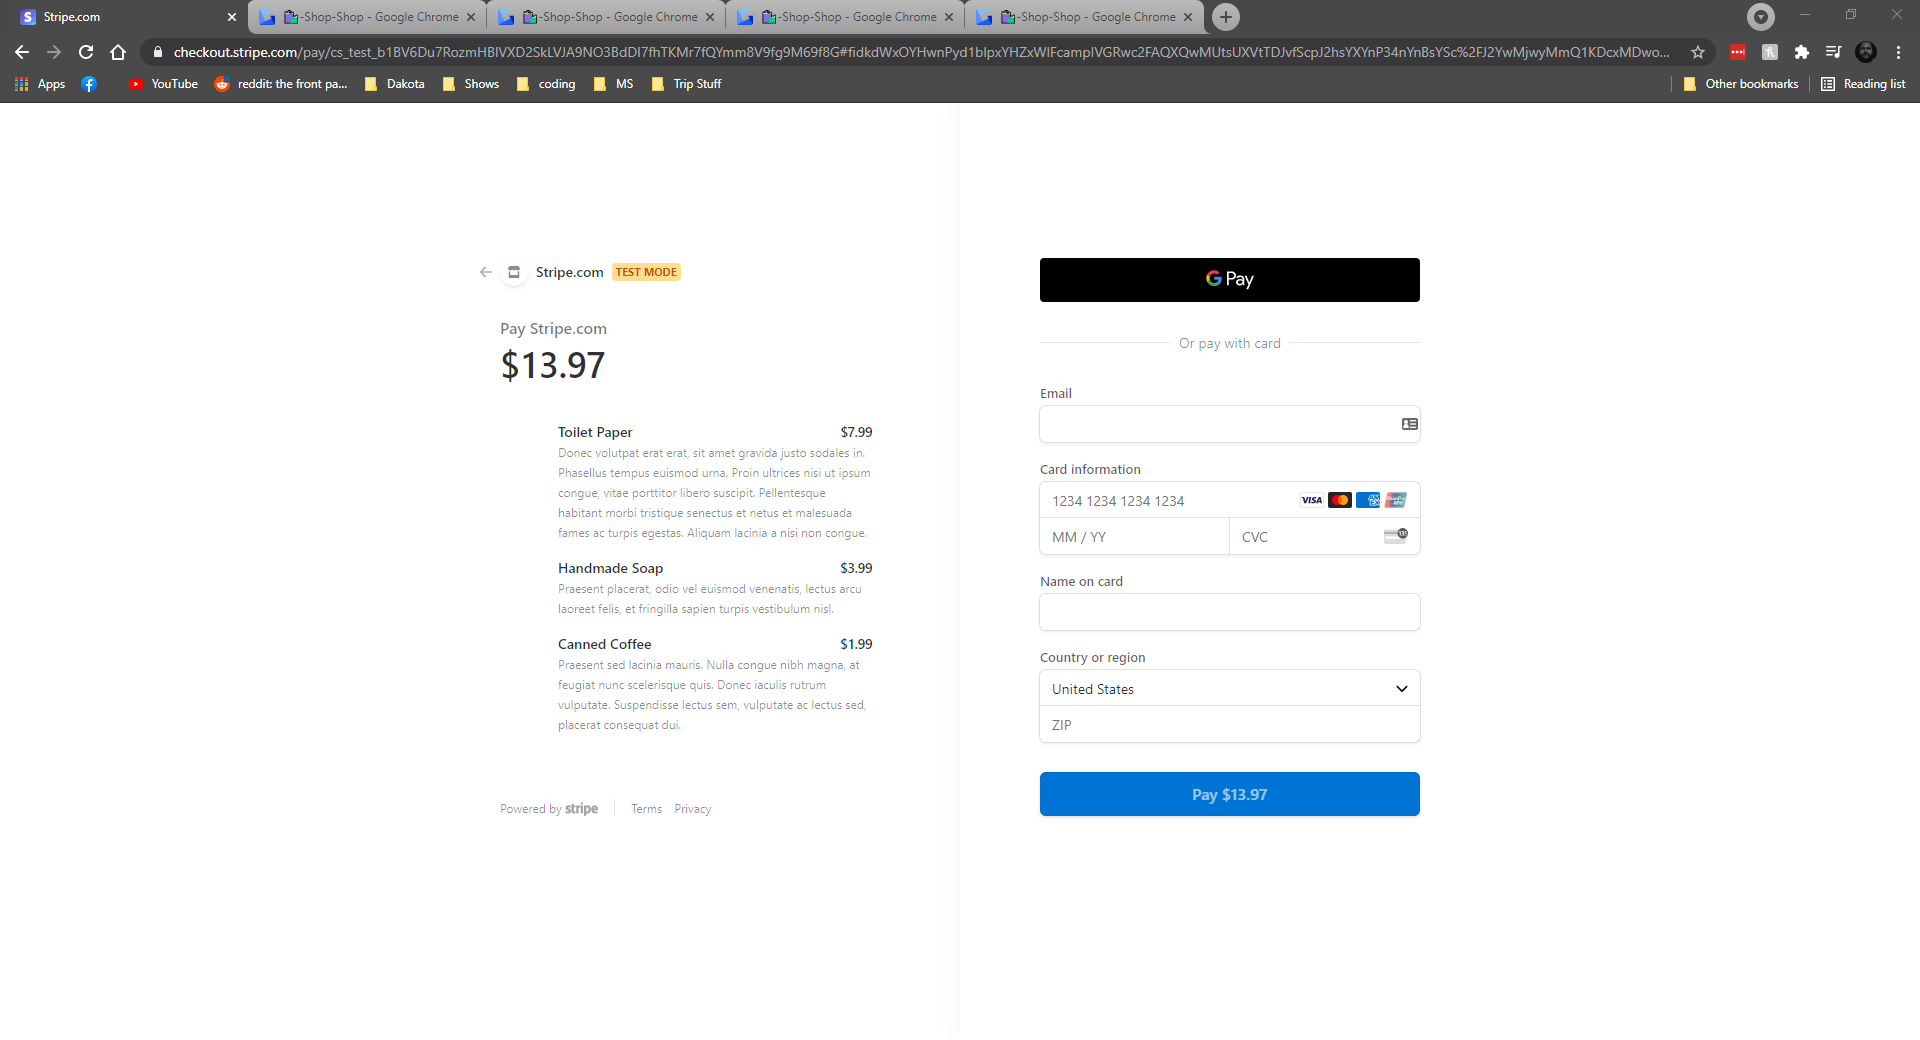 Stripe.com
-Shop-Shop - Google Chrome
-Shop-Shop - Google Chrome
-Shop-Shop - Google Chrome
-Shop-Shop - Google Chrome
checkout.stripe.com/pay/
Apps
YouTube
reddit: the front pa...
Dakota
Shows
coding
MS
Trip Stuff
Other bookmarks
Reading list
Stripe.com TEST MODE
Pay Stripe.com
$13.97
Toilet Paper $7.99
Donec volutpat erat erat, sit amet gravida justo sodales in.
Phasellus tempus euismod urna. Proin ultrices nisi ut ipsum
congue, vitae porttitor libero suscipit. Pellentesque
habitant morbi tristique senectus et netus et malesuada
fames ac turpis egestas. Aliquam lacinia a nisi non congue.
Handmade Soap $3.99
Praesent placerat, odio vel euismod venenatis, lectus arcu
laoreet felis, et fringilla sapien turpis vestibulum nisl.
Canned Coffee $1.99
Praesent sed lacinia mauris. Nulla congue nibh magna, at
feugiat nunc scelerisque quis. Donec iaculis rutrum
vulputate. Suspendisse lectus sem, vulputate ac lectus sed,
placerat consequat dui.
Powered by stripe
Terms Privacy
G Pay
Or pay with card
Email
Card information
1234 1234 1234 1234
VISA
MM / YY
CVC
Name on card
Country or region
United States
ZIP
Pay $13.97